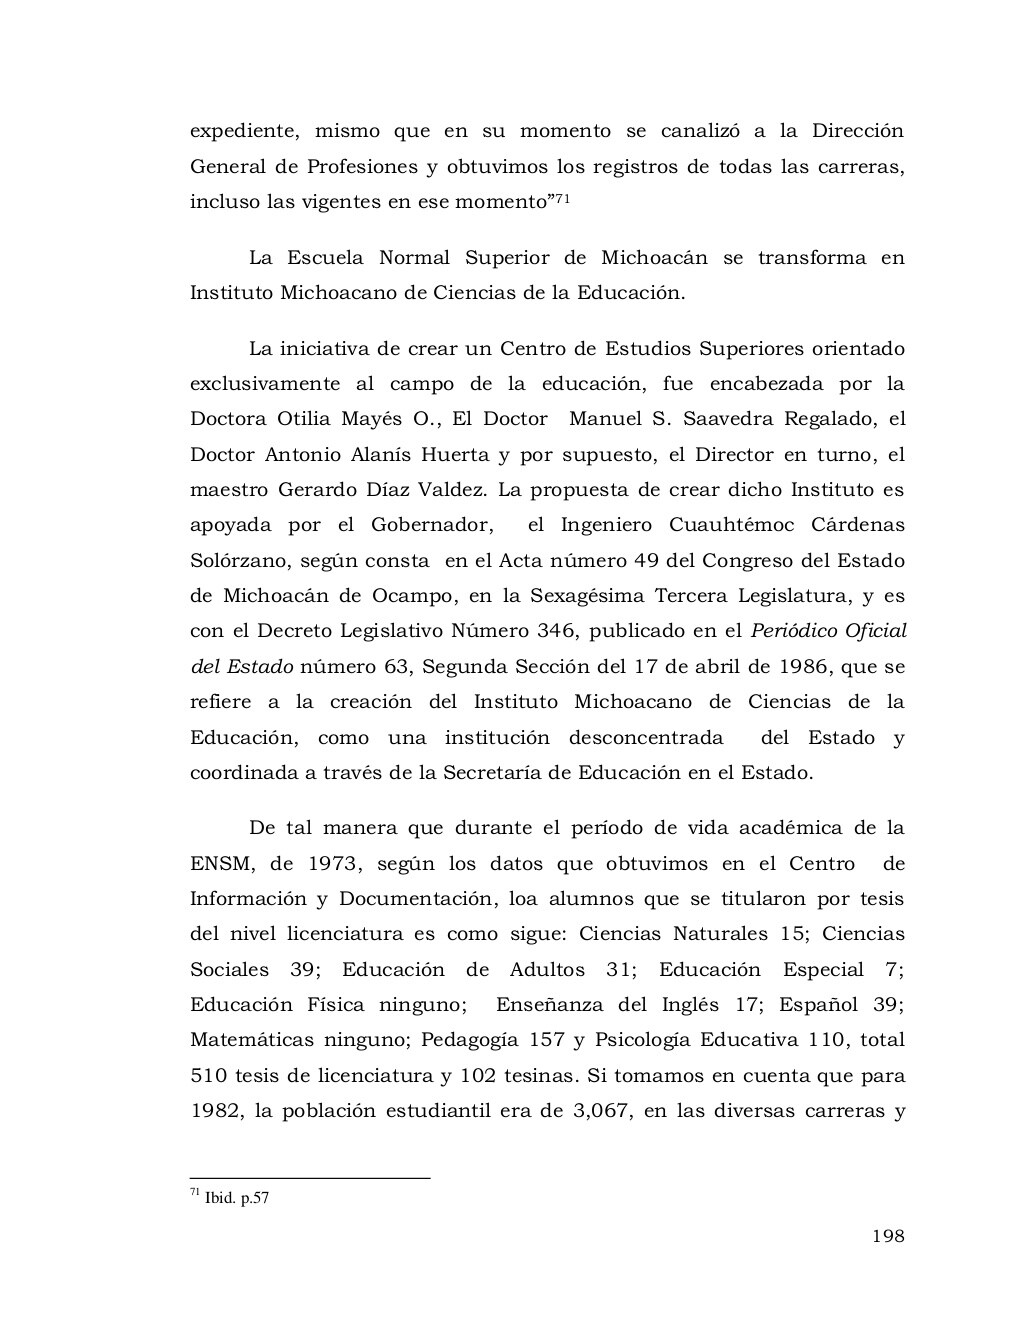 expediente, mismo que en su momento se canalizó a la Dirección
General de Profesiones y obtuvimos los registros de todas las carreras,
incluso las vigentes en ese momento”71
La Escuela Normal Superior de Michoacán se transforma en
Instituto Michoacano de Ciencias de la Educación.
La iniciativa de crear un Centro de Estudios Superiores orientado
exclusivamente al campo de la educación, fue encabezada por la
Doctora Otilia Mayés O., El Doctor Manuel S. Saavedra Regalado, el
Doctor Antonio Alanís Huerta y por supuesto, el Director en turno, el
maestro Gerardo Díaz Valdez. La propuesta de crear dicho Instituto es
apoyada por el Gobernador, el Ingeniero Cuauhtémoc Cárdenas
Solórzano, según consta en el Acta número 49 del Congreso del Estado
de Michoacán de Ocampo, en la Sexagésima Tercera Legislatura, y es
con el Decreto Legislativo Número 346, publicado en el Periódico Oficial
del Estado número 63, Segunda Sección del 17 de abril de 1986, que se
refiere a la creación del Instituto Michoacano de Ciencias de la
Educación, como una institución desconcentrada del Estado y
coordinada a través de la Secretaría de Educación en el Estado.
De tal manera que durante el período de vida académica de la
ENSM, de 1973, según los datos que obtuvimos en el Centro de
Información y Documentación, loa alumnos que se titularon por tesis
del nivel licenciatura es como sigue: Ciencias Naturales 15; Ciencias
Sociales 39; Educación de Adultos 31; Educación Especial 7;
Educación Física ninguno; Enseñanza del Inglés 17; Español 39;
Matemáticas ninguno; Pedagogía 157 y Psicología Educativa 110, total
510 tesis de licenciatura y 102 tesinas. Si tomamos en cuenta que para
1982, la población estudiantil era de 3,067, en las diversas carreras y
71 Ibid. p.57
198